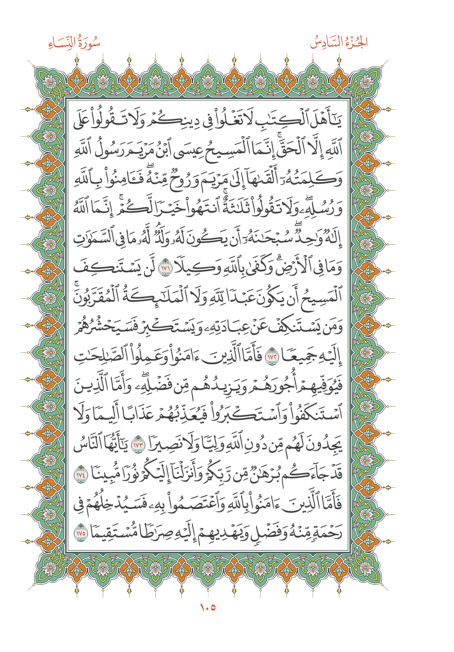 الجُزْءُ السَّادِسُ
سُورَةُ النِّسَاءِ
يَٰٓأَهۡلَ ٱلۡكِتَٰبِ لَا تَغۡلُواْ فِي دِينِكُمۡ وَلَا تَقُولُواْ عَلَى
ٱللَّهِ إِلَّا ٱلۡحَقَّۚ إِنَّمَا ٱلۡمَسِيحُ عِيسَى ٱبۡنُ مَرۡيَمَ رَسُولُ ٱللَّهِ
وَكَلِمَتُهُۥٓ أَلۡقَىٰهَآ إِلَىٰ مَرۡيَمَ وَرُوحٞ مِّنۡهُۖ فَـَٔامِنُواْ بِٱللَّهِ
وَرُسُلِهِۦۖ وَلَا تَقُولُواْ ثَلَٰثَةٌۚ ٱنتَهُواْ خَيۡرٗا لَّكُمۡۚ إِنَّمَا ٱللَّهُ
إِلَٰهٞ وَٰحِدٞۖ سُبۡحَٰنَهُۥٓ أَن يَكُونَ لَهُۥ وَلَدٞۘ لَّهُۥ مَا فِي ٱلسَّمَٰوَٰتِ
وَمَا فِي ٱلۡأَرۡضِۗ وَكَفَىٰ بِٱللَّهِ وَكِيلٗا ١٧١ لَّن يَسۡتَنكِفَ
ٱلۡمَسِيحُ أَن يَكُونَ عَبۡدٗا لِّلَّهِ وَلَا ٱلۡمَلَٰٓئِكَةُ ٱلۡمُقَرَّبُونَۚ
وَمَن يَسۡتَنكِفۡ عَنۡ عِبَادَتِهِۦ وَيَسۡتَكۡبِرۡ فَسَيَحۡشُرُهُمۡ
إِلَيۡهِ جَمِيعٗا ١٧٢ فَأَمَّا ٱلَّذِينَ ءَامَنُواْ وَعَمِلُواْ ٱلصَّٰلِحَٰتِ
فَيُوَفِّيهِمۡ أُجُورَهُمۡ وَيَزِيدُهُم مِّن فَضۡلِهِۦۖ وَأَمَّا ٱلَّذِينَ
ٱسۡتَنكَفُواْ وَٱسۡتَكۡبَرُواْ فَيُعَذِّبُهُمۡ عَذَابًا أَلِيمٗا وَلَا
يَجِدُونَ لَهُم مِّن دُونِ ٱللَّهِ وَلِيّٗا وَلَا نَصِيرٗا ١٧٣ يَٰٓأَيُّهَا ٱلنَّاسُ
قَدۡ جَآءَكُم بُرۡهَٰنٞ مِّن رَّبِّكُمۡ وَأَنزَلۡنَآ إِلَيۡكُمۡ نُورٗا مُّبِينٗا ١٧٤
فَأَمَّا ٱلَّذِينَ ءَامَنُواْ بِٱللَّهِ وَٱعۡتَصَمُواْ بِهِۦ فَسَيُدۡخِلُهُمۡ فِي
رَحۡمَةٖ مِّنۡهُ وَفَضۡلٖ وَيَهۡدِيهِمۡ إِلَيۡهِ صِرَٰطٗا مُّسۡتَقِيمٗا ١٧٥
١٠٥